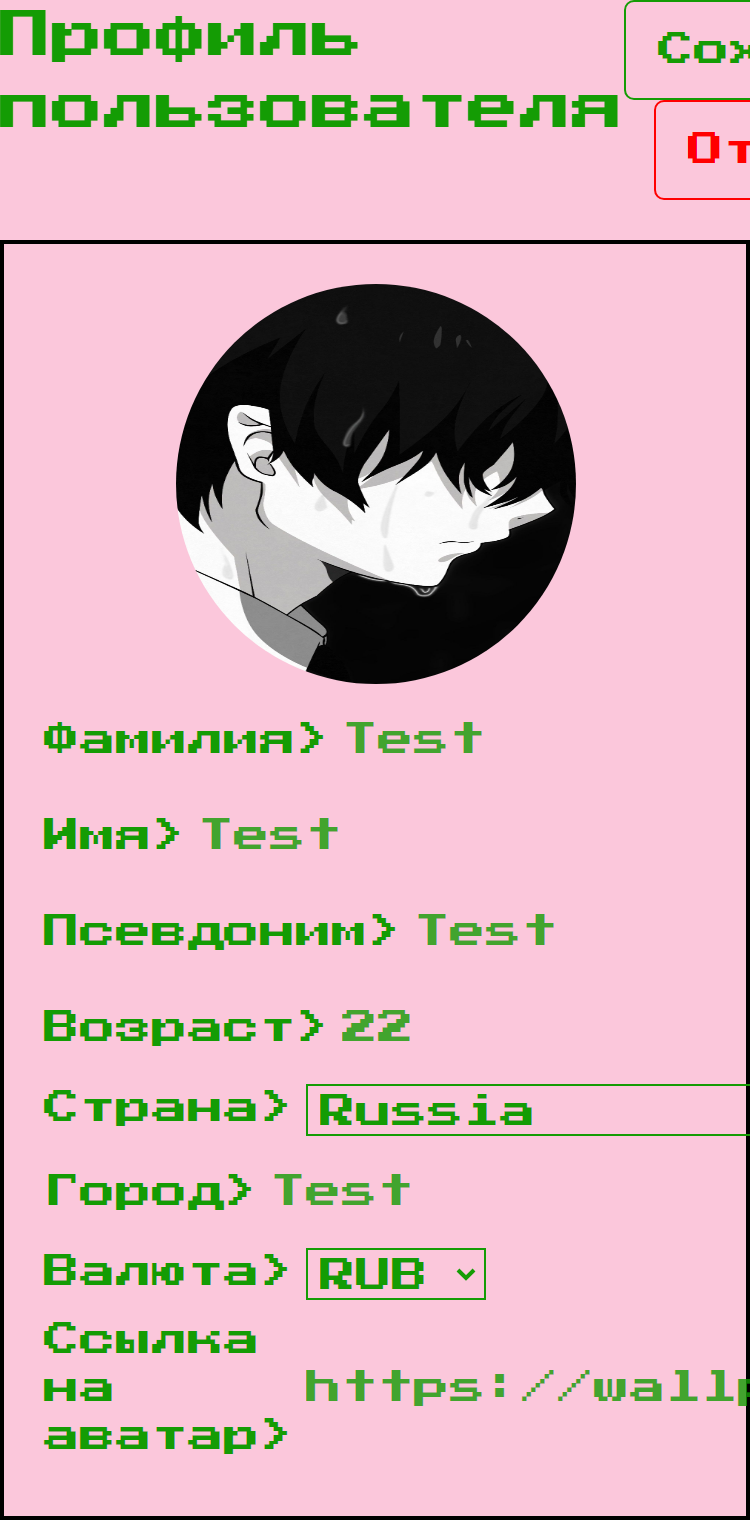 Профиль
пользователя
Сох
От
Фамилия> Test
Имя> Test
Псевдоним> Test
Возраст> 22
Страна> Russia
Город> Test
Валюта> RUB
Ссылка
на
аватар> https://wallp